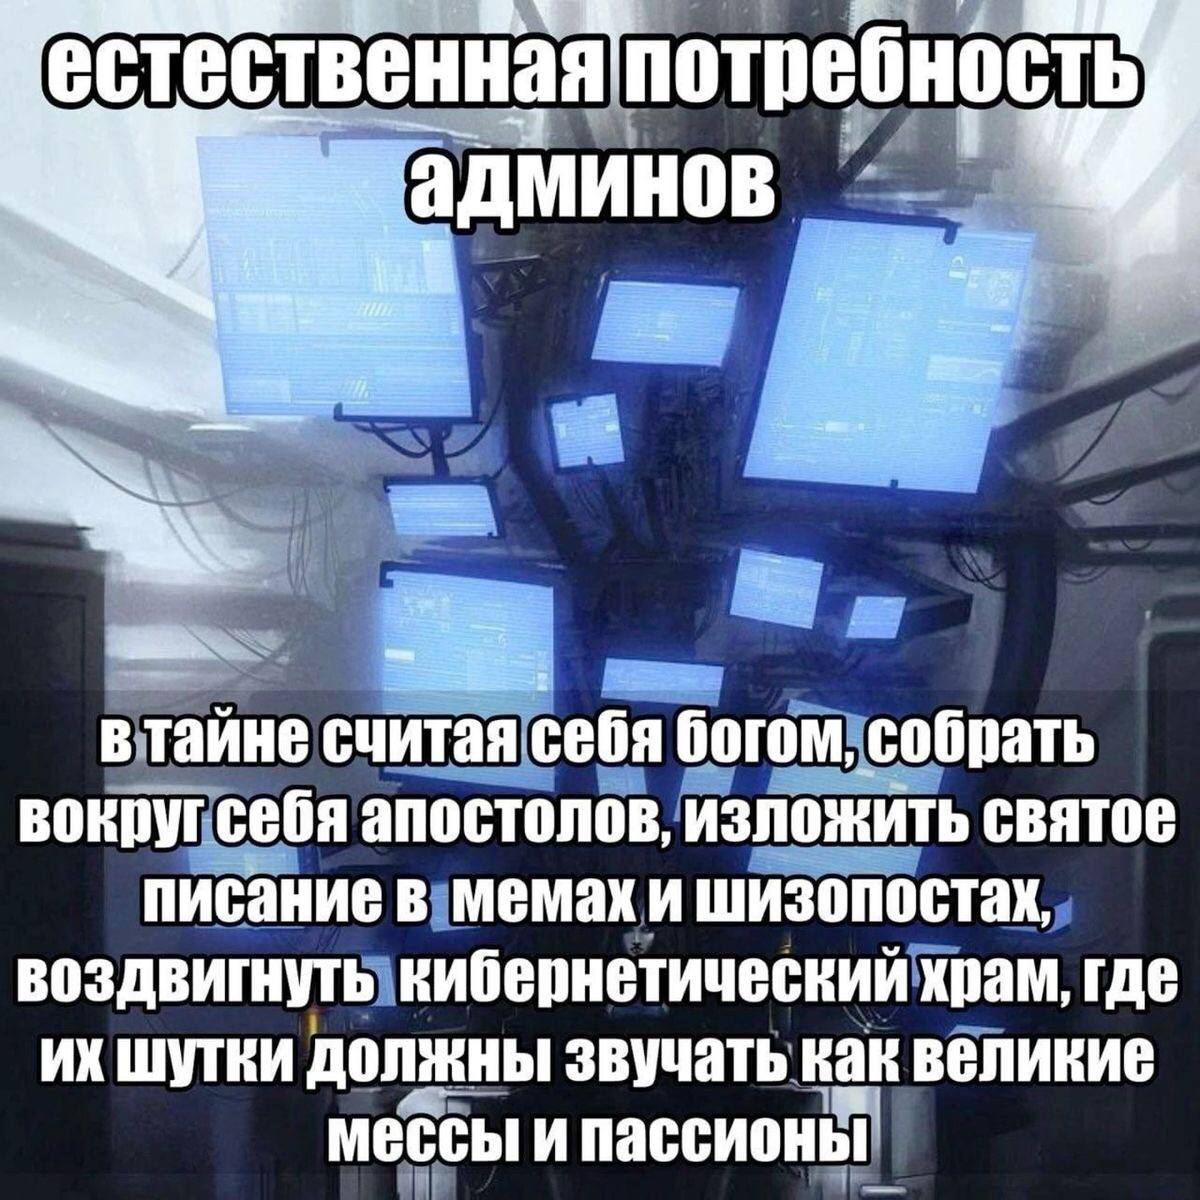 естественная потребность
админов
в тайне считая себя богом, собрать
вокруг себя апостолов, изложить святое
писание в мемах и шизопостах,
воздвигнуть кибернетический храм, где
их шутки должны звучать как великие
мессы и пассионы